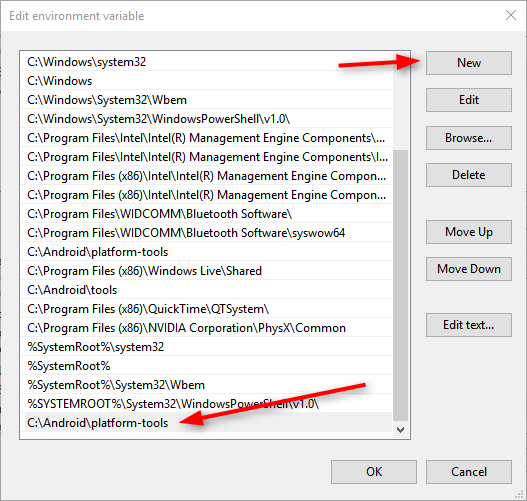 Edit environment variable
C:\Windows\system32
C:\Windows
C:\Windows\System32\Wbem
C:\Windows\System32\WindowsPowerShell\v1.0\
C:\Program Files\Intel\Intel(R) Management Engine Components\...
C:\Program Files\Intel\Intel(R) Management Engine Components\I...
C:\Program Files (x86)\Intel\Intel(R) Management Engine Compon...
C:\Program Files (x86)\Intel\Intel(R) Management Engine Compon...
C:\Program Files\WIDCOMM\Bluetooth Software\
C:\Program Files\WIDCOMM\Bluetooth Software\syswow64
C:\Android\platform-tools
C:\Program Files (x86)\Windows Live\Shared
C:\Android\tools
C:\Program Files (x86)\QuickTime\QTSystem\
C:\Program Files (x86)\NVIDIA Corporation\PhysX\Common
%SystemRoot%\system32
%SystemRoot%
%SystemRoot%\System32\Wbem
%SYSTEMROOT%\System32\WindowsPowerShell\v1.0\
C:\Android\platform-tools
New
Edit
Browse...
Delete
Move Up
Move Down
Edit text...
OK
Cancel